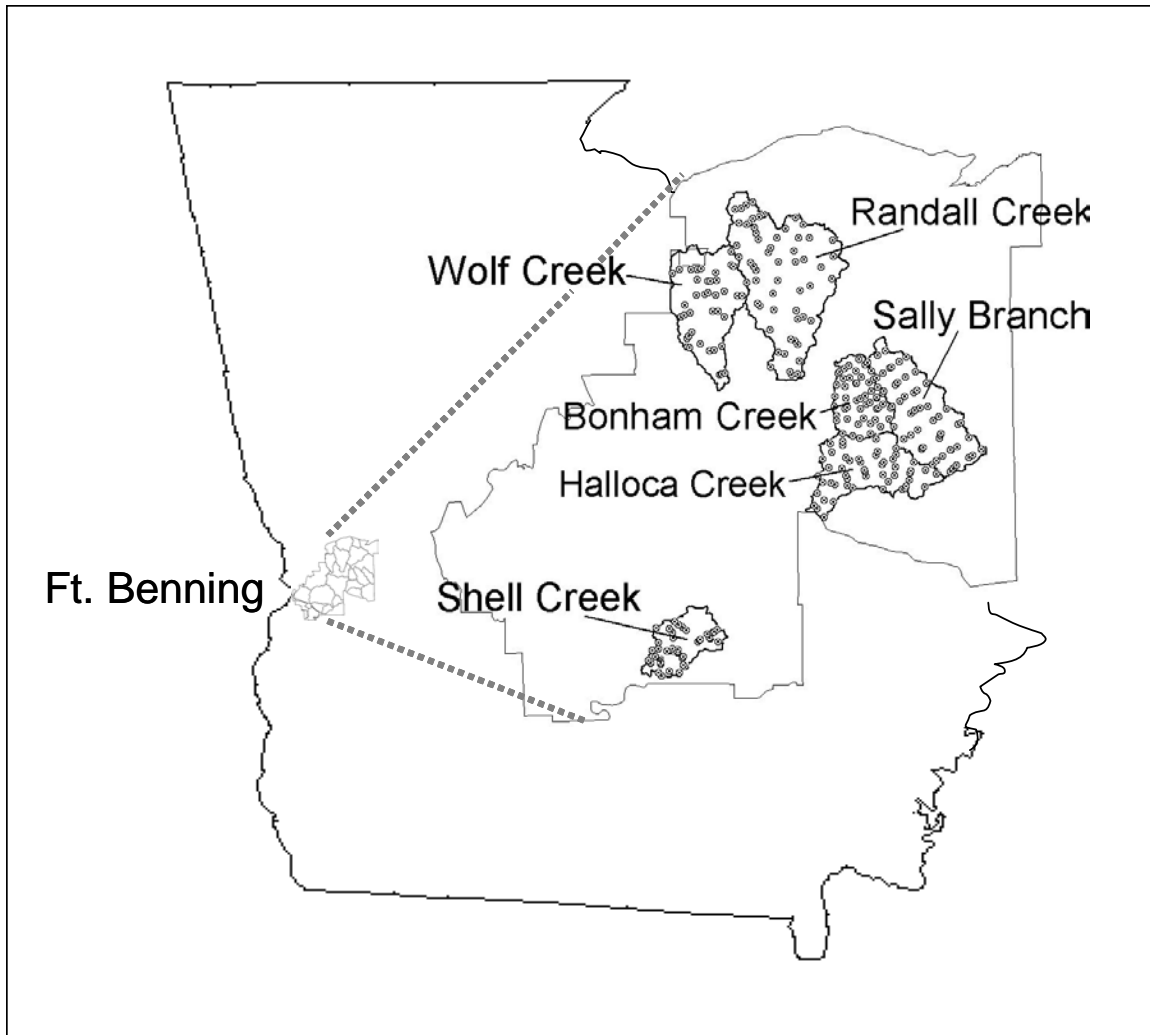 Randall Creek
Wolf Creek
Sally Branch
Bonham Creek
Halloca Creek
Ft. Benning
Shell Creek